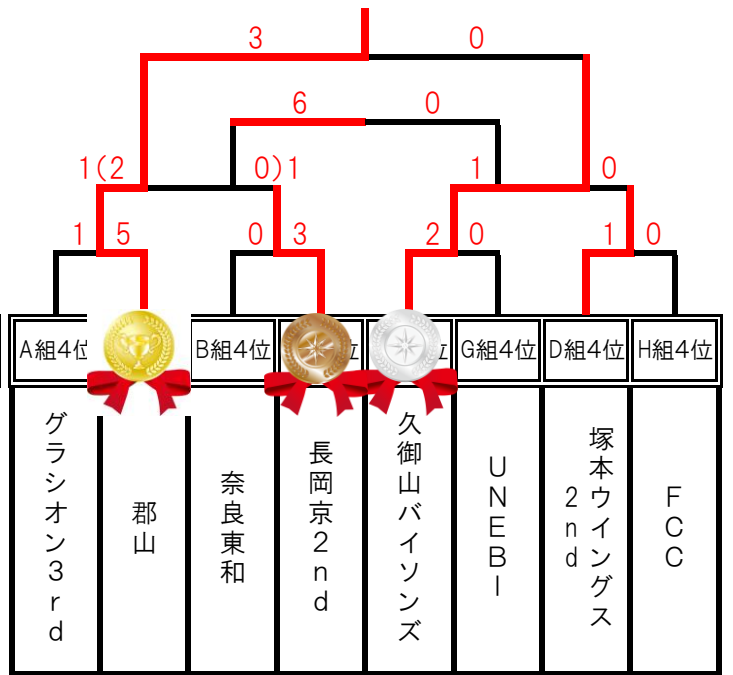 3 0
6 0
1(2 0)1 1 0
1 5 0 3 2 0 1 0
A組4位 B組4位 位 位 G組4位 D組4位 H組4位
グラシオン3rd
郡山
奈良東和
長岡京2nd
久御山バイソンズ
UNEBI
塚本ウイングス
2nd
FCC